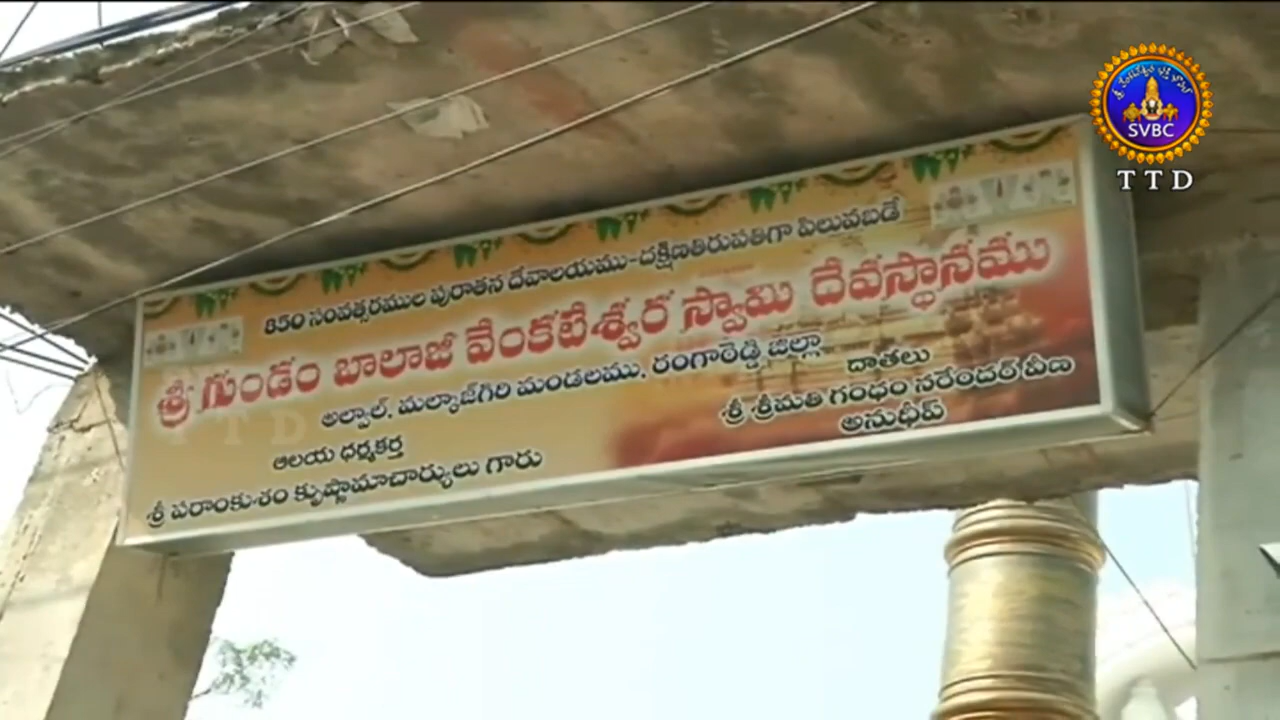 850 సంవత్సరముల పురాతన దేవాలయము-దక్షిణతిరుపతిగా పిలువబడే
శ్రీ గుండం బాలాజీ వేంకటేశ్వర స్వామి దేవస్థానము
అల్వాల్, మల్కాజ్‌గిరి మండలము, రంగారెడ్డి జిల్లా
ఆలయ ధర్మకర్త
శ్రీ పరాంకుశం కృష్ణామాచార్యులు గారు
దాతలు
శ్రీ శ్రీమతి గంధం నరేందర్ వీణ
అనుదీప్
SVBC
TTD
TTD